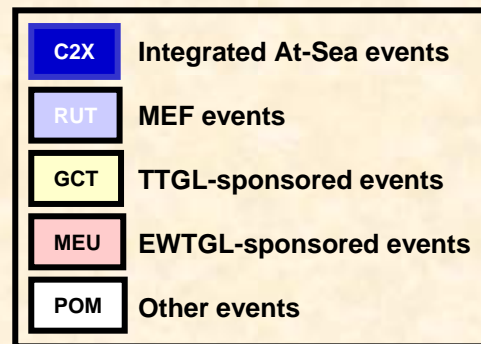 C2X Integrated At-Sea events
RUT MEF events
GCT TTGL-sponsored events
MEU EWTGL-sponsored events
POM Other events